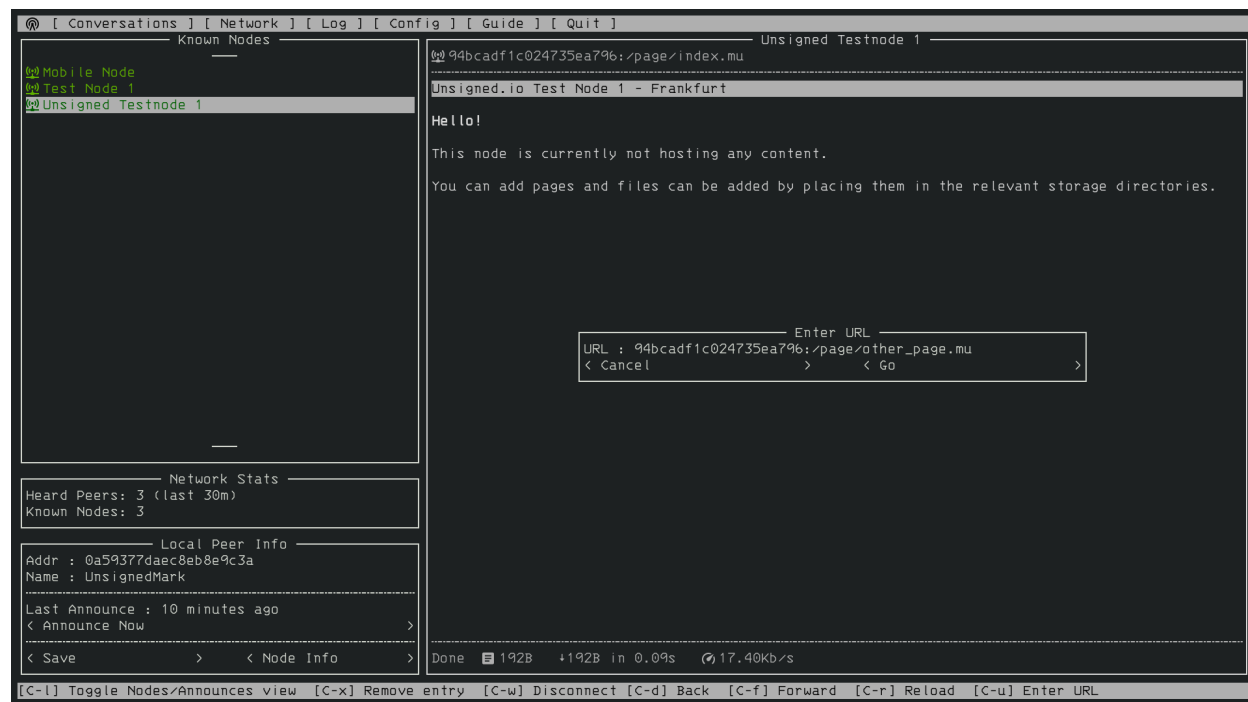 [ Conversations ] [ Network ] [ Log ] [ Config ] [ Guide ] [ Quit ]
Known Nodes
Mobile Node
Test Node 1
Unsigned Testnode 1
Network Stats
Heard Peers: 3 (last 30m)
Known Nodes: 3
Local Peer Info
Addr : 0a59377daec8eb8e9c3a
Name : UnsignedMark
Last Announce : 10 minutes ago
< Announce Now >
< Save > < Node Info >
Unsigned Testnode 1
94bcadf1c024735ea796:/page/index.mu
Unsigned.io Test Node 1 - Frankfurt
Hello!
This node is currently not hosting any content.
You can add pages and files can be added by placing them in the relevant storage directories.
Enter URL
URL : 94bcadf1c024735ea796:/page/other_page.mu
< Cancel > < Go >
Done 192B ↓192B in 0.09s 17.40Kb/s
[C-l] Toggle Nodes/Announces view [C-x] Remove entry [C-w] Disconnect [C-d] Back [C-f] Forward [C-r] Reload [C-u] Enter URL